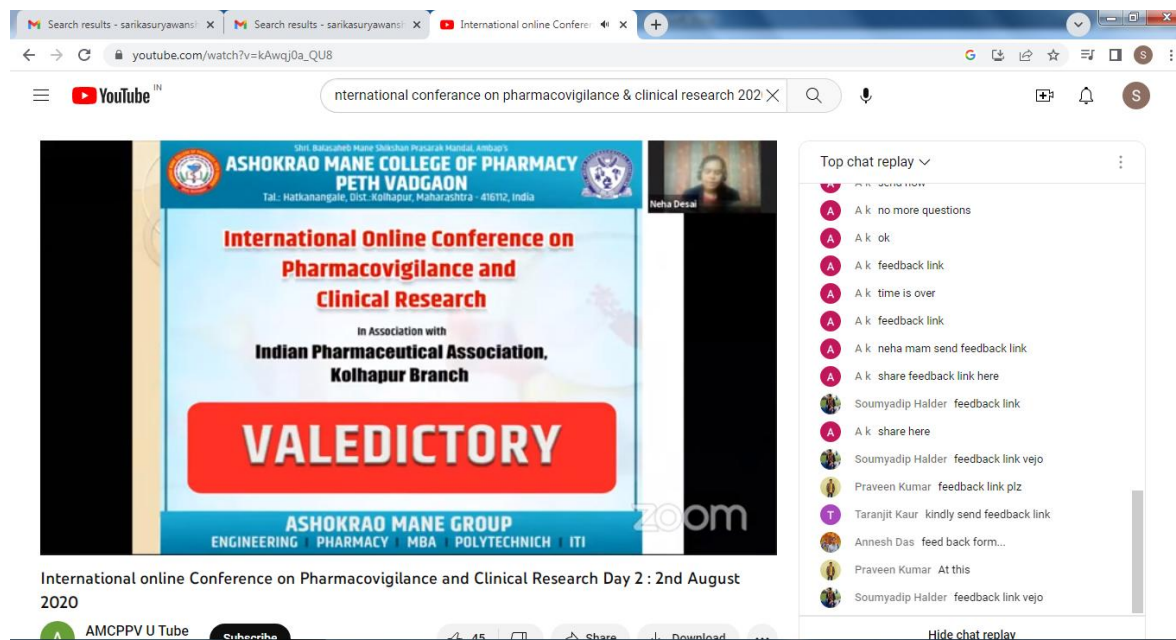 Search results - sarikasuryawansh
Search results - sarikasuryawansh
International online Conferen
youtube.com/watch?v=kAwqj0a_QU8
S
YouTube IN
nternational conferance on pharmacovigilance & clinical research 202
S
Shri. Balasaheb Mane Shikshan Prasarak Mandal, Ambap's
ASHOKRAO MANE COLLEGE OF PHARMACY
PETH VADGAON
Tal.: Hatkanangale, Dist.:Kolhapur, Maharashtra - 416112, India
Neha Desai
International Online Conference on
Pharmacovigilance and
Clinical Research
In Association with
Indian Pharmaceutical Association,
Kolhapur Branch
VALEDICTORY
zoom
ASHOKRAO MANE GROUP
ENGINEERING | PHARMACY | MBA | POLYTECHNICH | ITI
International online Conference on Pharmacovigilance and Clinical Research Day 2 : 2nd August
2020
A
AMCPPV U Tube
Subscribe
45
Share
Download
Top chat replay
A A k send now
A A k no more questions
A A k ok
A A k feedback link
A A k time is over
A A k feedback link
A A k neha mam send feedback link
A A k share feedback link here
Soumyadip Halder feedback link
A A k share here
Soumyadip Halder feedback link vejo
Praveen Kumar feedback link plz
T Taranjit Kaur kindly send feedback link
Annesh Das feed back form...
Praveen Kumar At this
Soumyadip Halder feedback link vejo
Hide chat replay